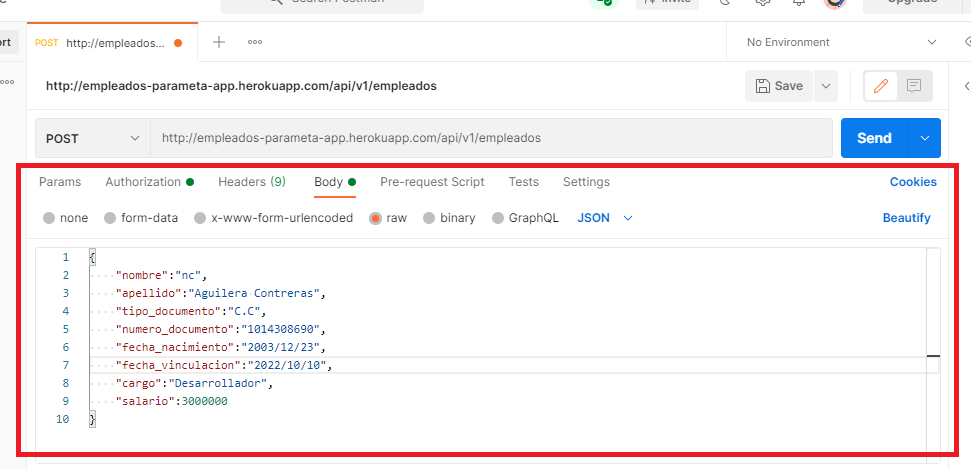 Search Postman
Invite
Upgrade
ort
POST http://empleados...
No Environment
http://empleados-parameta-app.herokuapp.com/api/v1/empleados
Save
POST
http://empleados-parameta-app.herokuapp.com/api/v1/empleados
Send
Params Authorization Headers (9) Body Pre-request Script Tests Settings Cookies
none form-data x-www-form-urlencoded raw binary GraphQL JSON Beautify
1 {
2 "nombre":"nc",
3 "apellido":"Aguilera Contreras",
4 "tipo_documento":"C.C",
5 "numero_documento":"1014308690",
6 "fecha_nacimiento":"2003/12/23",
7 "fecha_vinculacion":"2022/10/10",
8 "cargo":"Desarrollador",
9 "salario":3000000
10 }